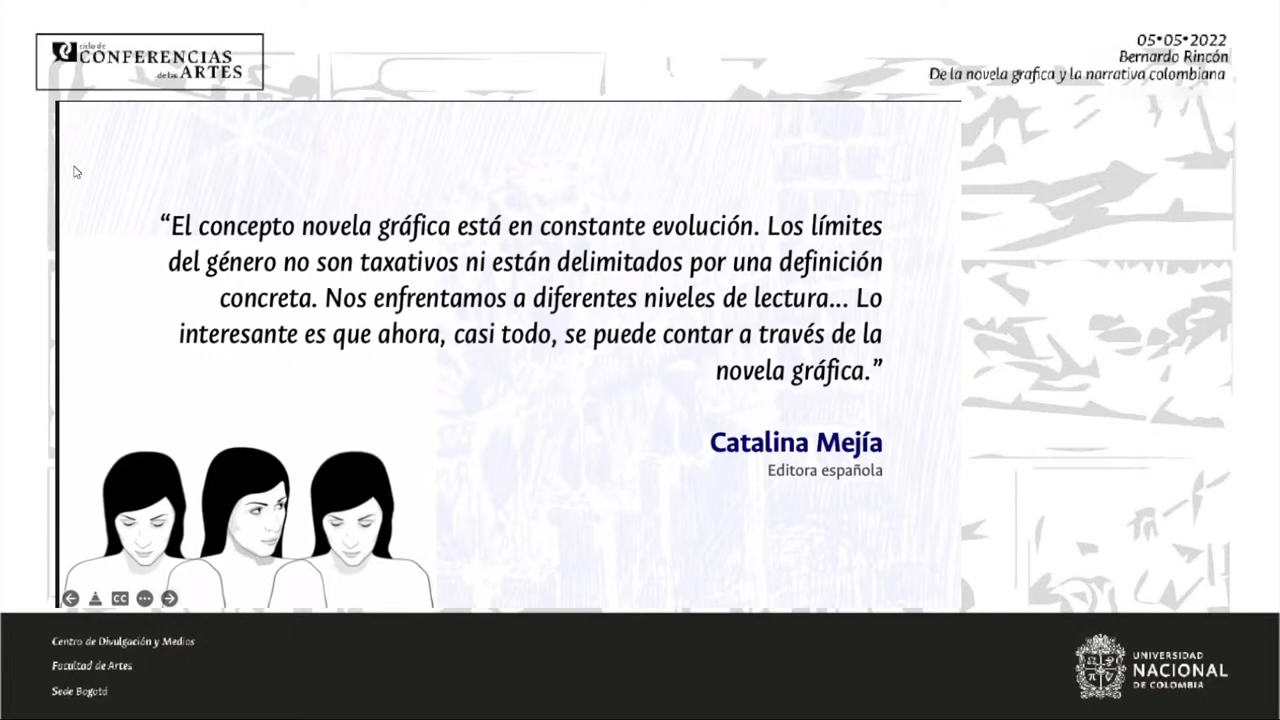 ciclo de
CONFERENCIAS
de las ARTES
05•05•2022
Bernardo Rincón
De la novela grafica y la narrativa colombiana
“El concepto novela gráfica está en constante evolución. Los límites
del género no son taxativos ni están delimitados por una definición
concreta. Nos enfrentamos a diferentes niveles de lectura... Lo
interesante es que ahora, casi todo, se puede contar a través de la
novela gráfica.”
Catalina Mejía
Editora española
CC
Centro de Divulgación y Medios
Facultad de Artes
Sede Bogotá
UNIVERSIDAD
NACIONAL
DE COLOMBIA